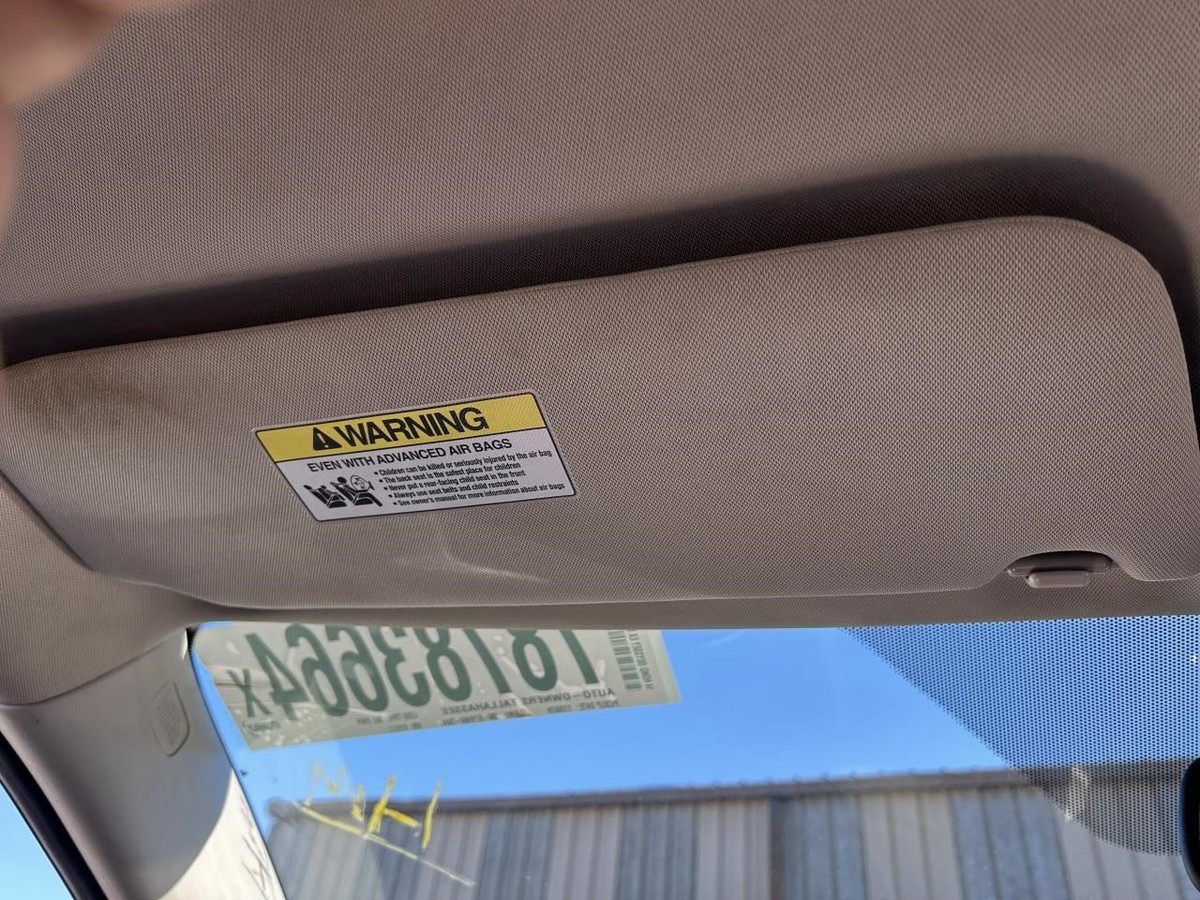 WARNING
EVEN WITH ADVANCED AIR BAGS
• Children can be killed or seriously injured by the air bag
• The back seat is the safest place for children
• Never put a rear-facing child seat in the front
• Always use seat belts and child restraints
• See owner's manual for more information about air bags
18783664X
AUTO-OWNERS TALLAHASSEE